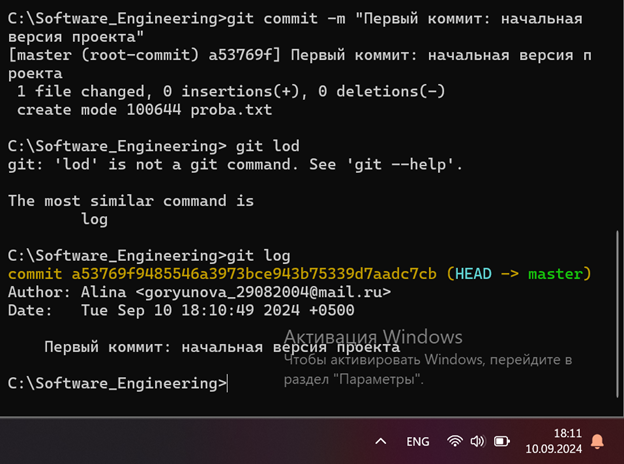 C:\Software_Engineering>git commit -m "Первый коммит: начальная
версия проекта"
[master (root-commit) a53769f] Первый коммит: начальная версия п
роекта
 1 file changed, 0 insertions(+), 0 deletions(-)
 create mode 100644 proba.txt
C:\Software_Engineering> git lod
git: 'lod' is not a git command. See 'git --help'.
The most similar command is
        log
C:\Software_Engineering>git log
commit a53769f9485546a3973bce943b75339d7aadc7cb (HEAD -> master)
Author: Alina <goryunova_29082004@mail.ru>
Date:   Tue Sep 10 18:10:49 2024 +0500
Активация Windows
    Первый коммит: начальная версия проекта
Чтобы активировать Windows, перейдите в
раздел "Параметры".
C:\Software_Engineering>
ENG
18:11
10.09.2024